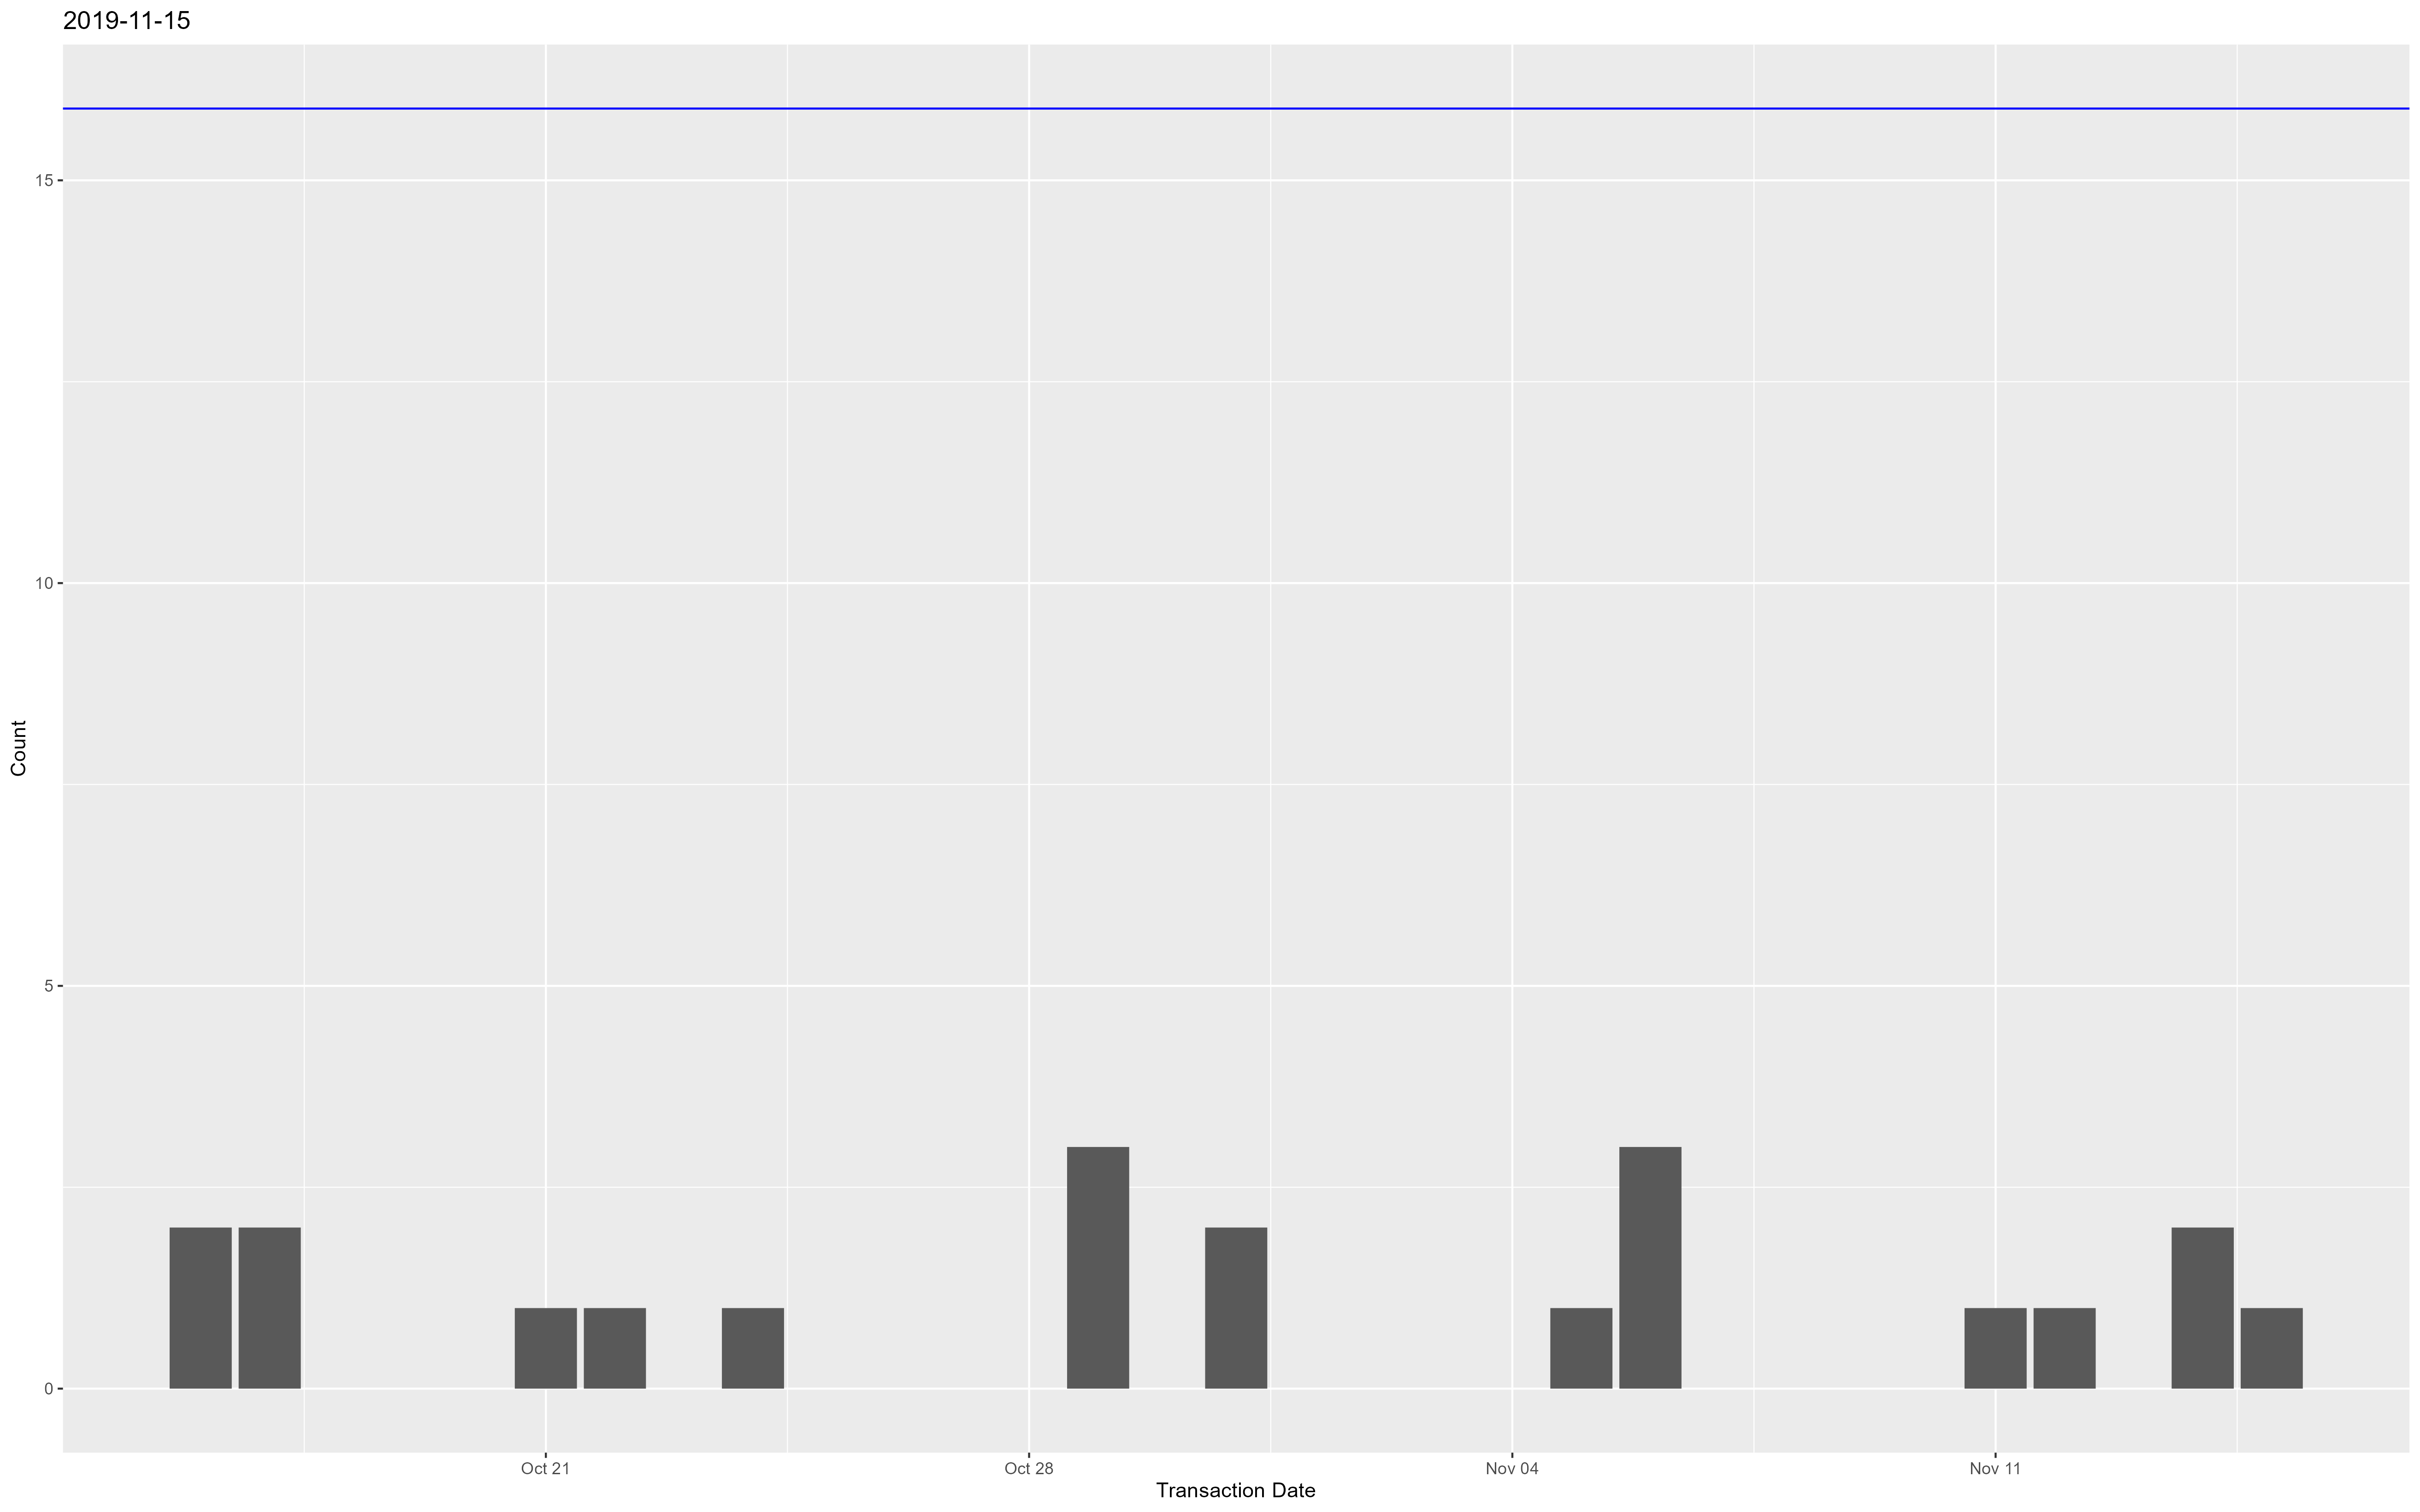 2019-11-15
15
10
5
0
Count
Oct 21
Oct 28
Nov 04
Nov 11
Transaction Date